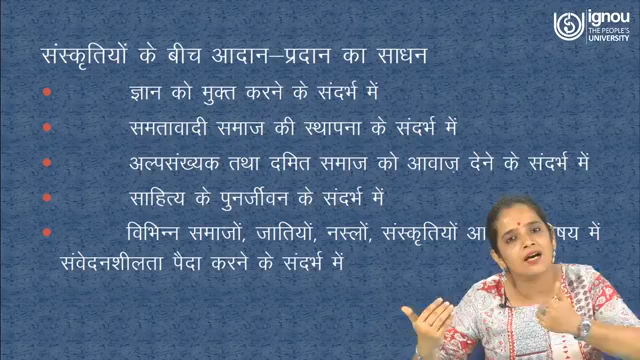 ignou
THE PEOPLE'S
UNIVERSITY
संस्कृतियों के बीच आदान–प्रदान का साधन
ज्ञान को मुक्त करने के संदर्भ में
समतावादी समाज की स्थापना के संदर्भ में
अल्पसंख्यक तथा दमित समाज को आवाज़ देने के संदर्भ में
साहित्य के पुनर्जीवन के संदर्भ में
विभिन्न समाजों, जातियों, नस्लों, संस्कृतियों में
संवेदनशीलता पैदा करने के संदर्भ में